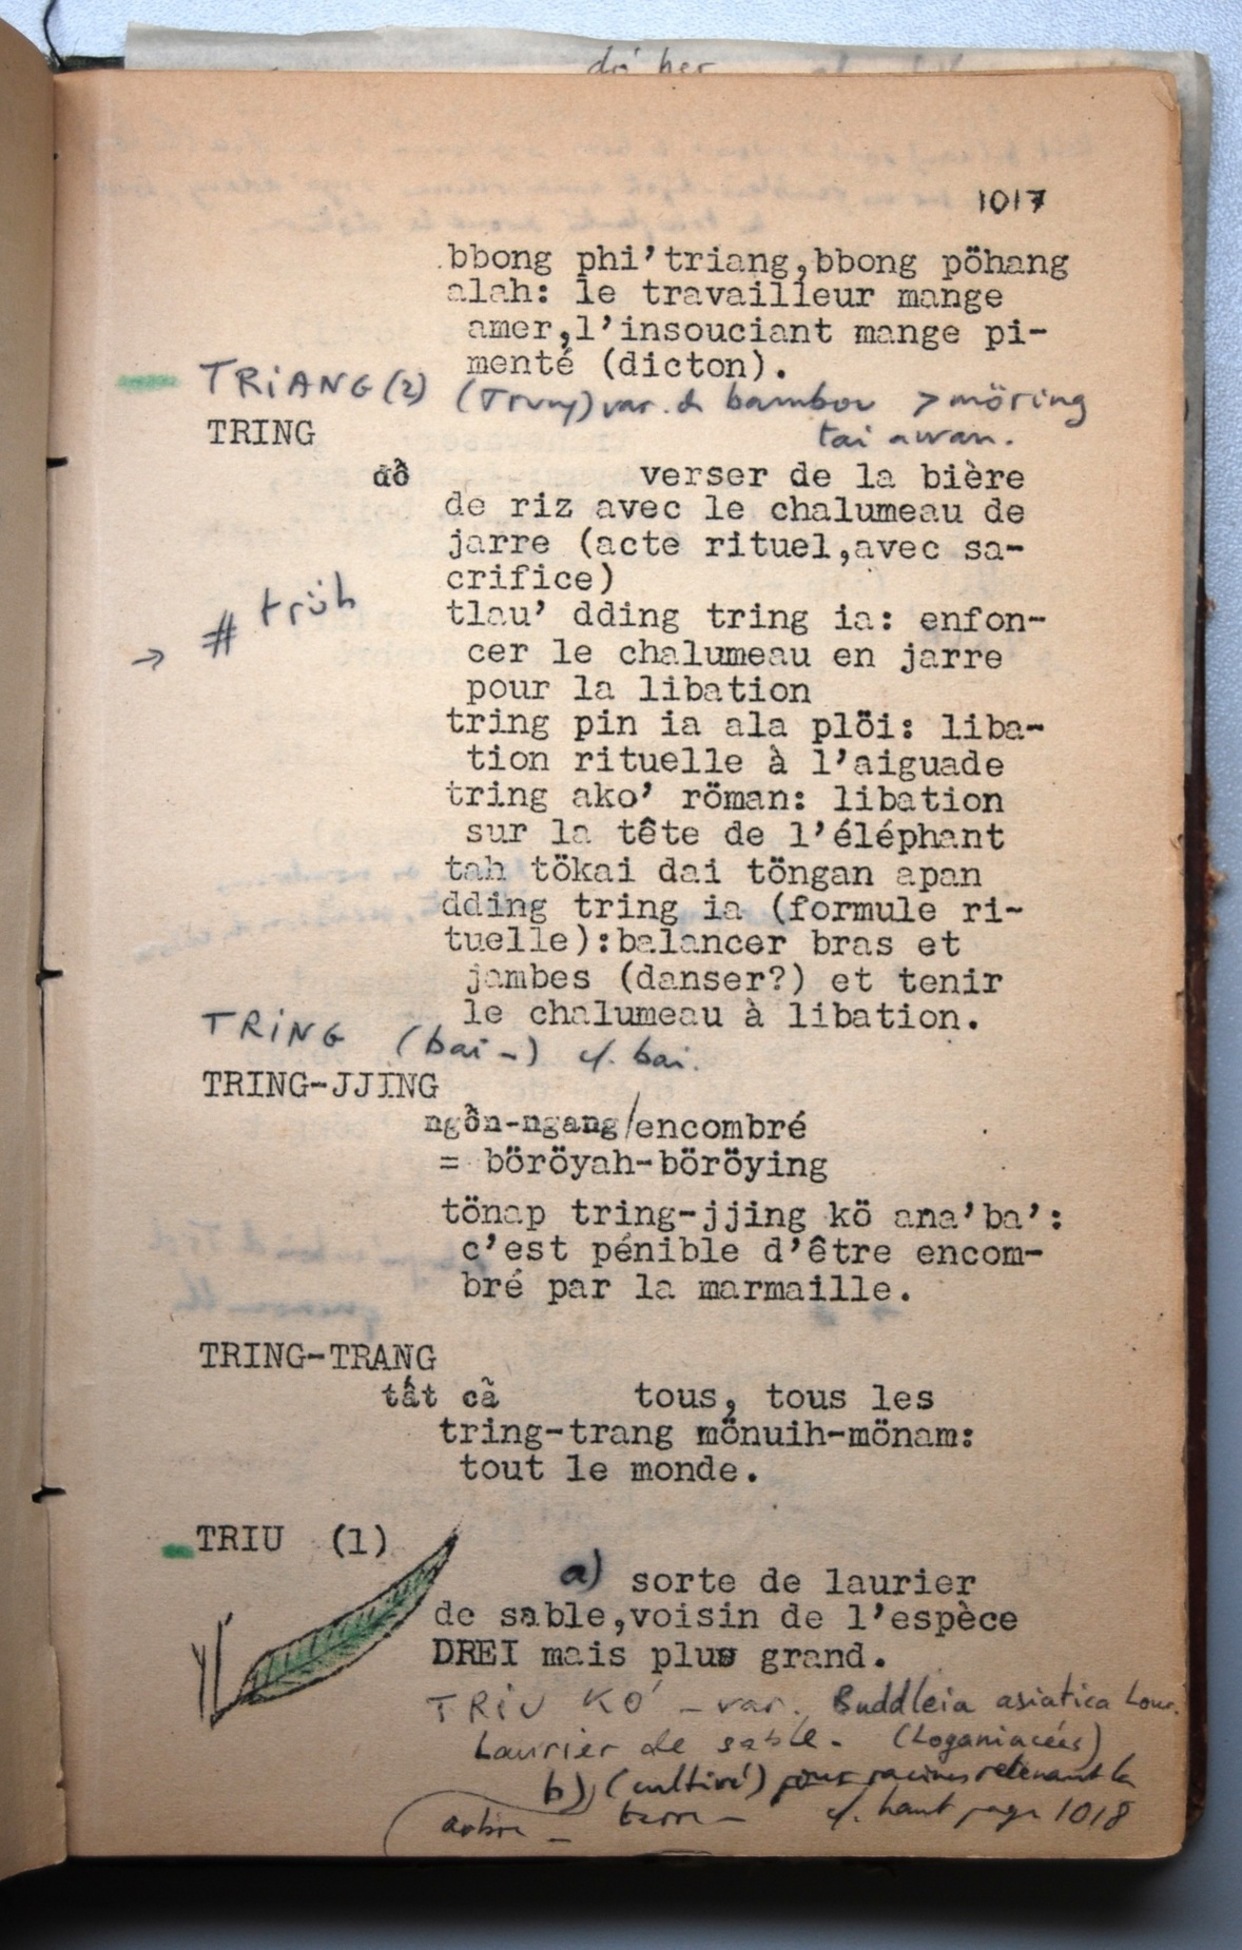 drö' her
1017
bbong phi'triang,bbong pöhang
alah: le travailleur mange
amer,l'insouciant mange pi-
menté (dicton).
TRIANG (2) var. de bambou > möring
tai awan.
TRING
đồ verser de la bière
de riz avec le chalumeau de
jarre (acte rituel,avec sa-
crifice)
# trüh
tlau' dding tring ia: enfon-
→ cer le chalumeau en jarre
pour la libation
tring pin ia ala plöi: liba-
tion rituelle à l'aiguade
tring ako' röman: libation
sur la tête de l'éléphant
tah tökai dai töngan apan
dding tring ia (formule ri-
tuelle):balancer bras et
jambes (danser?) et tenir
le chalumeau à libation.
TRING (bai -) cf. bai.
TRING-JJING
ngồn-ngang/encombré
= böröyah-böröying
tönap tring-jjing kö ana'ba':
c'est pénible d'être encom-
bré par la marmaille.
TRING-TRANG
tất cã tous, tous les
tring-trang mönuih-mönam:
tout le monde.
TRIU (1)
a) sorte de laurier
de sable,voisin de l'espèce
DREI mais plus grand.
TRIU KO' - var. Buddleia asiatica Lour.
Laurier de sable. (Loganiacées)
b) (cultivé) pour racines retenant la
arbre - terre - cf. haut page 1018